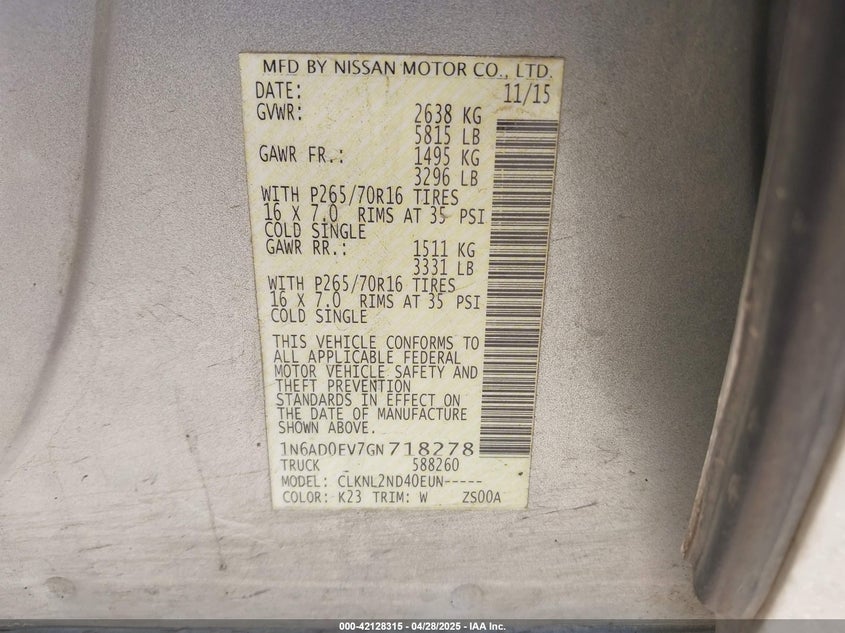 MFD BY NISSAN MOTOR CO., LTD.
DATE: 11/15
GVWR: 2638 KG
5815 LB
GAWR FR.: 1495 KG
3296 LB
WITH P265/70R16 TIRES
16 X 7.0 RIMS AT 35 PSI
COLD SINGLE
GAWR RR.: 1511 KG
3331 LB
WITH P265/70R16 TIRES
16 X 7.0 RIMS AT 35 PSI
COLD SINGLE
THIS VEHICLE CONFORMS TO
ALL APPLICABLE FEDERAL
MOTOR VEHICLE SAFETY AND
THEFT PREVENTION
STANDARDS IN EFFECT ON
THE DATE OF MANUFACTURE
SHOWN ABOVE.
1N6AD0EV7GN718278
TRUCK 588260
MODEL: CLKNL2ND40EUN-----
COLOR: K23 TRIM: W ZS00A
000-42128315 - 04/28/2025 - IAA Inc.